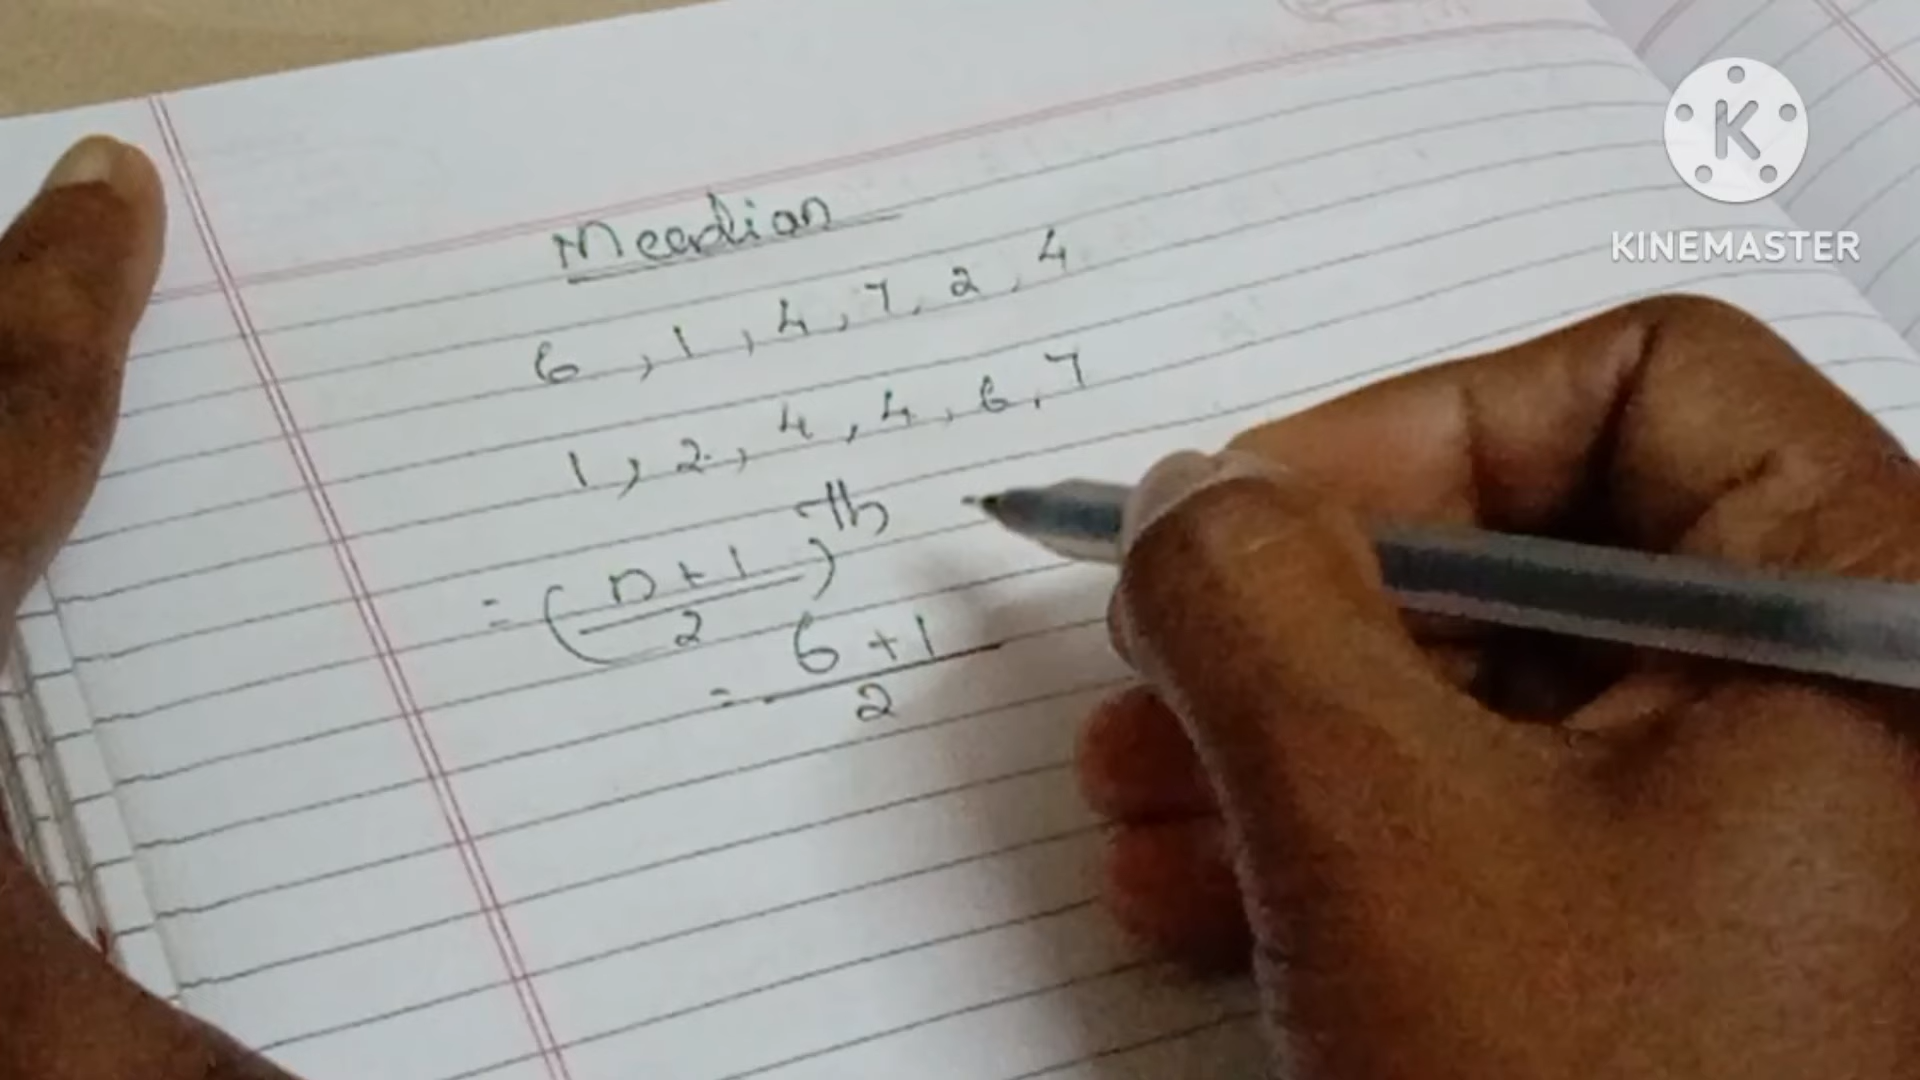 Meedian
6, 1, 4, 7, 2, 4
1, 2, 4, 4, 6, 7
= (n+1/2)th
= 6+1/2
K
KINEMASTER